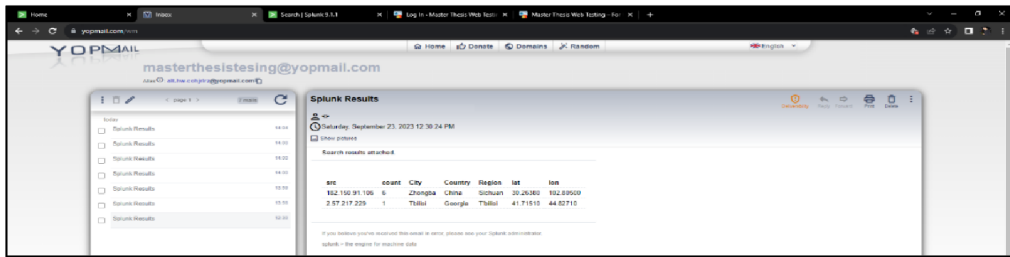 Home
Inbox
Search | Splunk 9.1.1
Log In ‹ Master Thesis Web Testi
Master Thesis Web Testing – For
yopmail.com/wm
YOPMAIL
Home
Donate
Domains
Random
English
masterthesistesing@yopmail.com
page 1
Today
Splunk Results
Splunk Results
Splunk Results
Splunk Results
Splunk Results
Splunk Results
Splunk Results
Splunk Results
Saturday, September 23, 2023 12:30:24 PM
Show pictures
Reply
Forward
Print
Delete
Search results attached.
src count City Country Region lat lon
182.150.91.106 6 Zhongba China Sichuan 30.26380 102.80500
2.57.217.229 1 Tbilisi Georgia T'bilisi 41.71510 44.82710
If you believe you've received this email in error, please see your Splunk administrator.
splunk > the engine for machine data